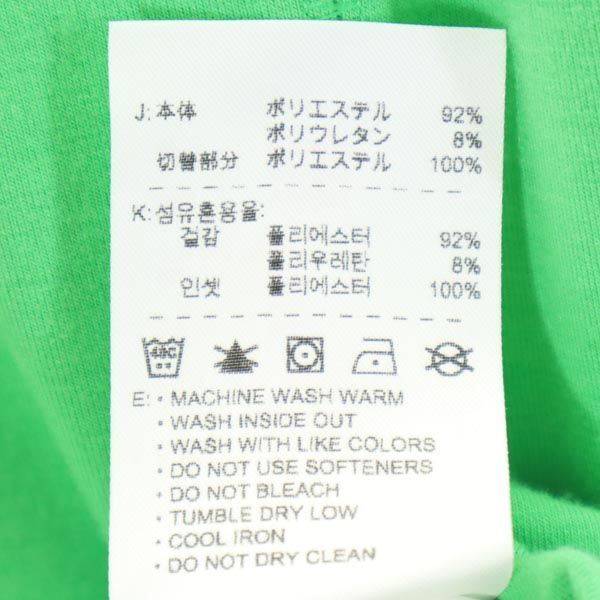 J: 本体 ポリエステル 92%
ポリウレタン 8%
切替部分 ポリエステル 100%
K: 섬유혼용율:
겉감 폴리에스터 92%
폴리우레탄 8%
인셋 폴리에스터 100%
40C
E: • MACHINE WASH WARM
• WASH INSIDE OUT
• WASH WITH LIKE COLORS
• DO NOT USE SOFTENERS
• DO NOT BLEACH
• TUMBLE DRY LOW
• COOL IRON
• DO NOT DRY CLEAN